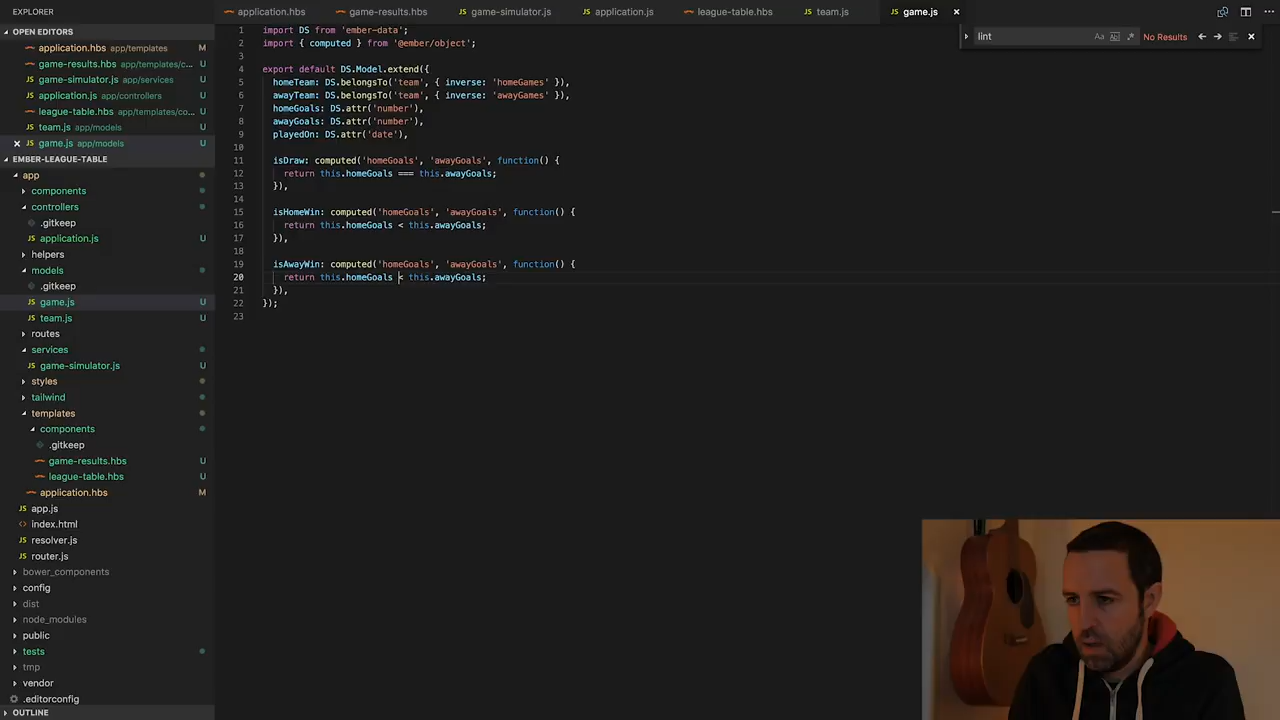 EXPLORER
OPEN EDITORS
application.hbs app/templates M
game-results.hbs app/templates/c... U
game-simulator.js app/services U
application.js app/controllers U
league-table.hbs app/templates/co... U
team.js app/models U
game.js app/models U
EMBER-LEAGUE-TABLE
app
components
controllers
.gitkeep
application.js U
helpers
models
.gitkeep
game.js U
team.js U
routes
services
game-simulator.js U
styles
tailwind
templates
components
.gitkeep
game-results.hbs U
league-table.hbs U
application.hbs M
app.js
index.html
resolver.js
router.js
bower_components
config
dist
node_modules
public
tests
tmp
vendor
.editorconfig
OUTLINE
application.hbs game-results.hbs game-simulator.js application.js league-table.hbs team.js game.js
lint No Results
1 import DS from 'ember-data';
2 import { computed } from '@ember/object';
3
4 export default DS.Model.extend({
5 homeTeam: DS.belongsTo('team', { inverse: 'homeGames' }),
6 awayTeam: DS.belongsTo('team', { inverse: 'awayGames' }),
7 homeGoals: DS.attr('number'),
8 awayGoals: DS.attr('number'),
9 playedOn: DS.attr('date'),
10
11 isDraw: computed('homeGoals', 'awayGoals', function() {
12 return this.homeGoals === this.awayGoals;
13 }),
14
15 isHomeWin: computed('homeGoals', 'awayGoals', function() {
16 return this.homeGoals < this.awayGoals;
17 }),
18
19 isAwayWin: computed('homeGoals', 'awayGoals', function() {
20 return this.homeGoals < this.awayGoals;
21 }),
22 });
23